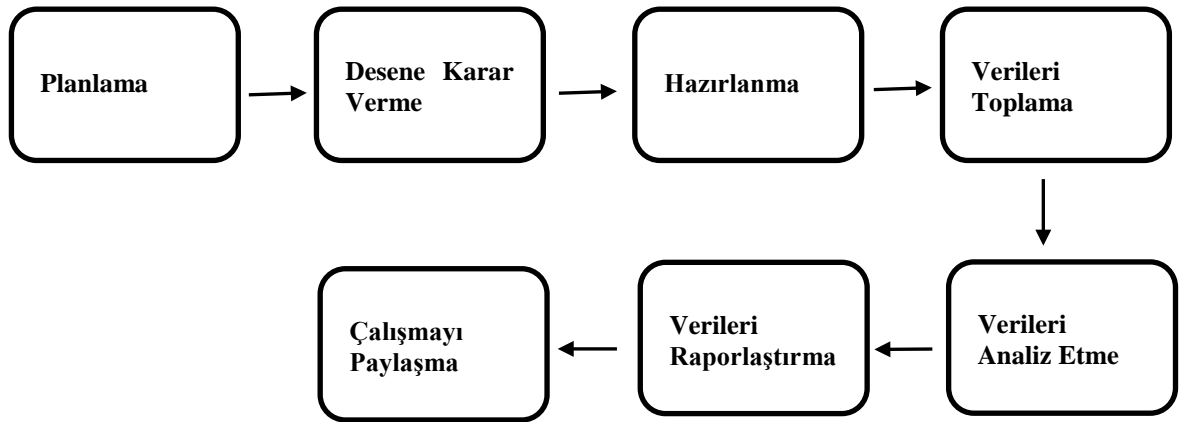 Planlama
Desene Karar
Verme
Hazırlanma
Verileri
Toplama
Verileri
Analiz Etme
Verileri
Raporlaştırma
Çalışmayı
Paylaşma